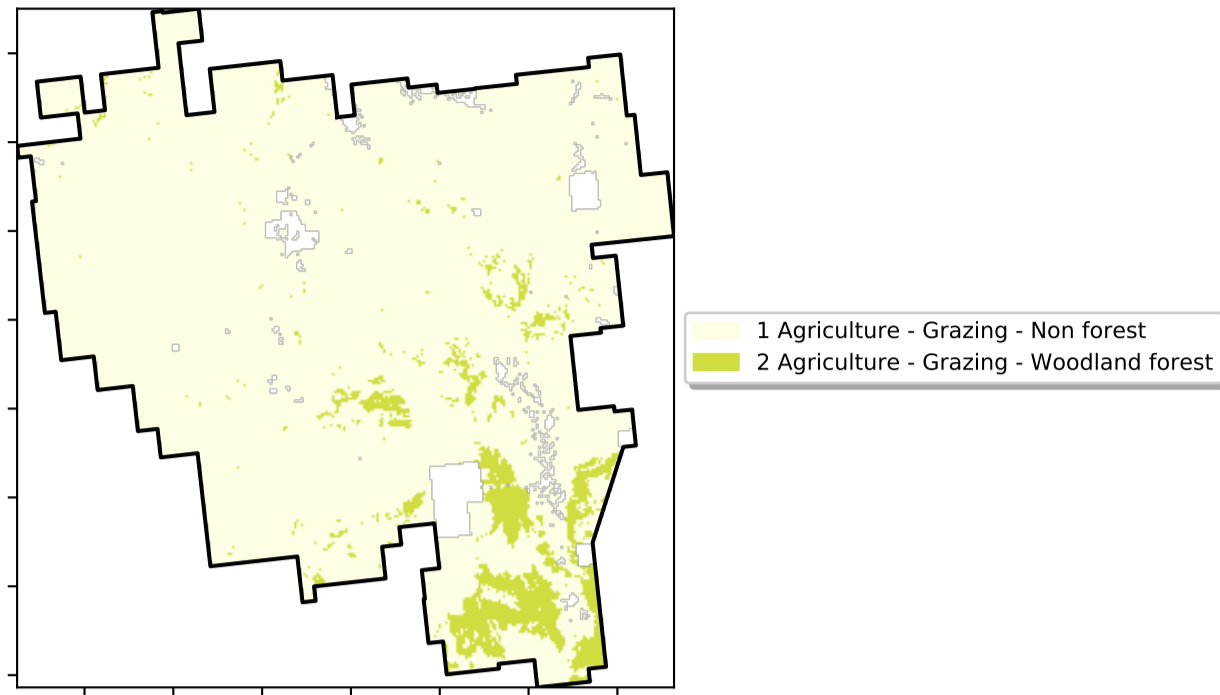 1 Agriculture - Grazing - Non forest
2 Agriculture - Grazing - Woodland forest